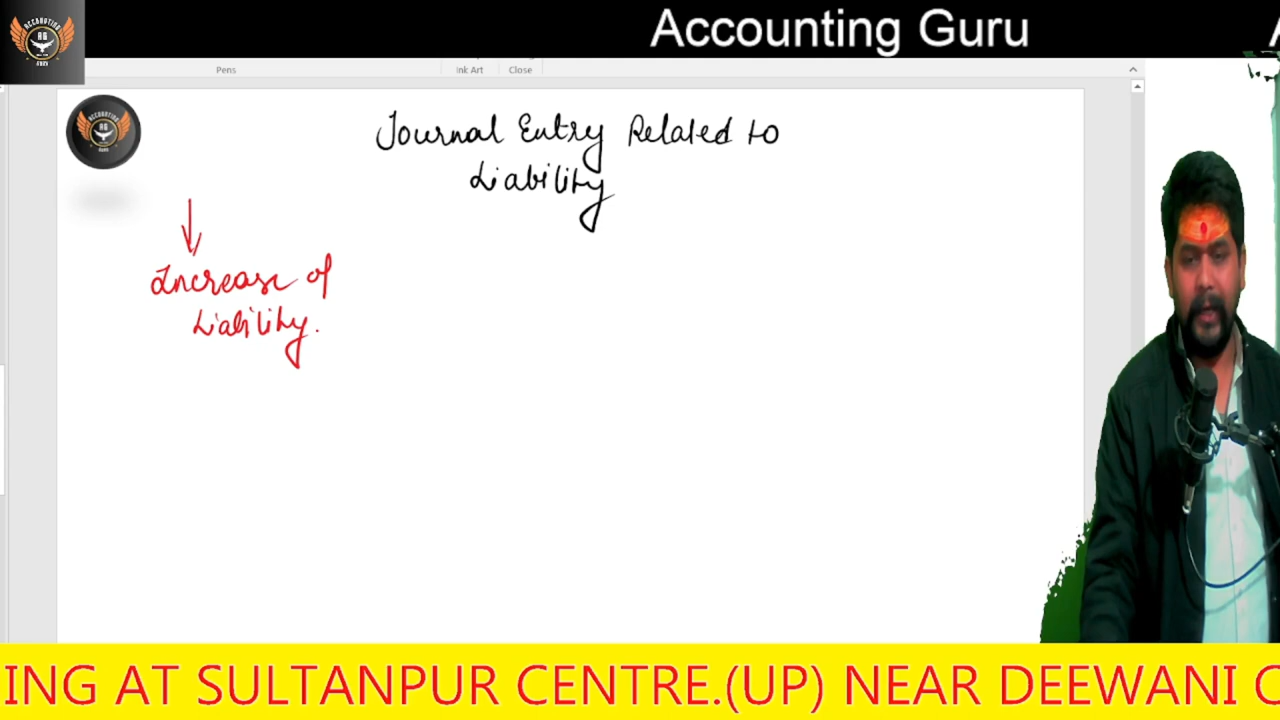 Accounting Guru
Pens
Ink Art
Close
Journal Entry Related to
Liability
Increase of
Liability.
ING AT SULTANPUR CENTRE.(UP) NEAR DEEWANI C